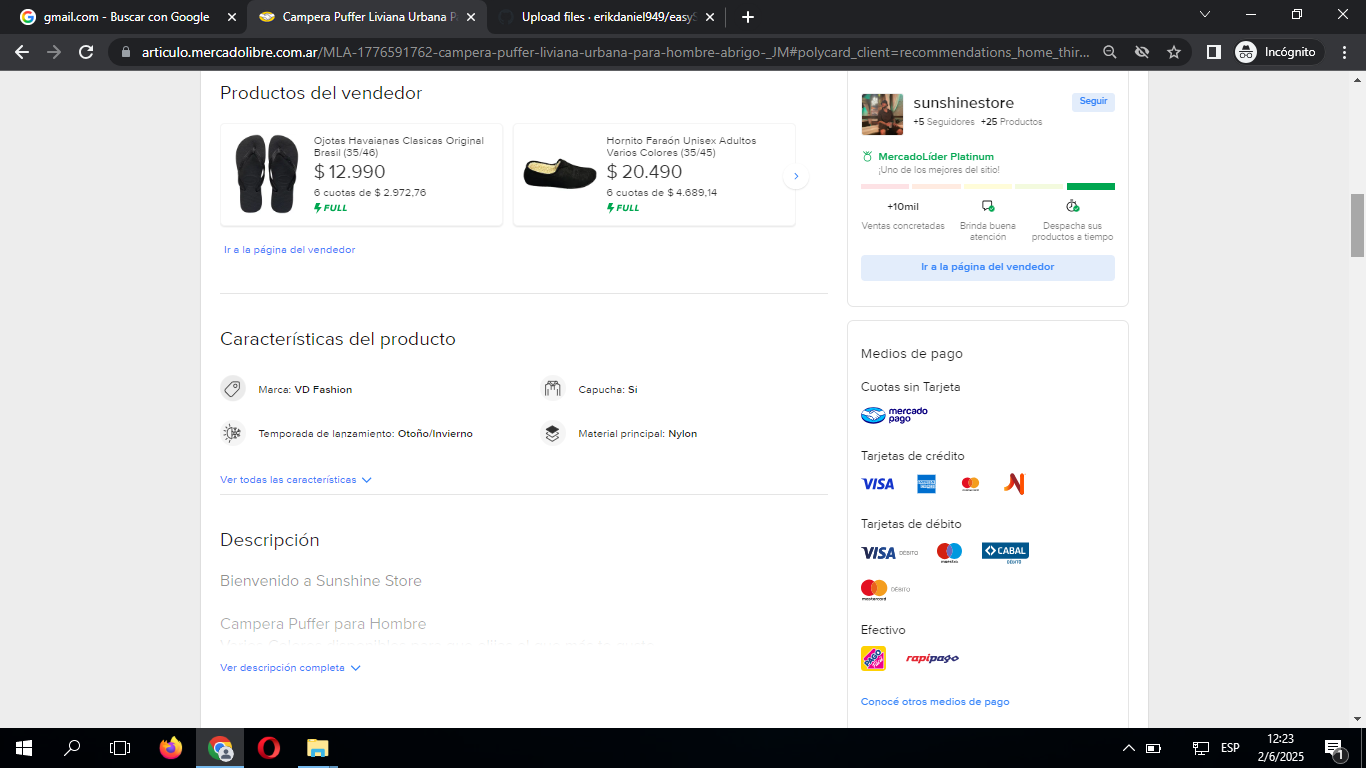 gmail.com - Buscar con Google
Campera Puffer Liviana Urbana P
Upload files · erikdaniel949/easy
articulo.mercadolibre.com.ar/MLA-1776591762-campera-puffer-liviana-urbana-para-hombre-abrigo-_JM#polycard_client=recommendations_home_thir...
Incógnito
Productos del vendedor
Ojotas Havaianas Clasicas Original
Brasil (35/46)
$ 12.990
6 cuotas de $ 2.972,76
FULL
Hornito Faraón Unisex Adultos
Varios Colores (35/45)
$ 20.490
6 cuotas de $ 4.689,14
FULL
Ir a la página del vendedor
Características del producto
Marca: VD Fashion
Capucha: Si
Temporada de lanzamiento: Otoño/Invierno
Material principal: Nylon
Ver todas las características
Descripción
Bienvenido a Sunshine Store
Campera Puffer para Hombre
Ver descripción completa
sunshinestore
Seguir
+5 Seguidores +25 Productos
MercadoLíder Platinum
¡Uno de los mejores del sitio!
+10mil
Ventas concretadas
Brinda buena
atención
Despacha sus
productos a tiempo
Ir a la página del vendedor
Medios de pago
Cuotas sin Tarjeta
mercado
pago
Tarjetas de crédito
VISA
Tarjetas de débito
VISA DÉBITO
maestro
CABAL
DÉBITO
mastercard
DÉBITO
Efectivo
PAGO
rapipago
Conocé otros medios de pago
ESP
12:23
2/6/2025
1